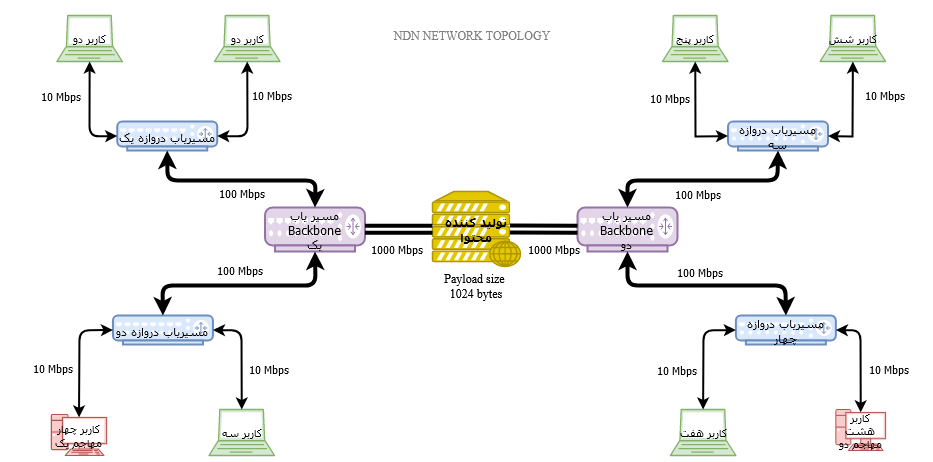 NDN NETWORK TOPOLOGY
کاربر دو
کاربر دو
کاربر پنج
کاربر شش
10 Mbps
10 Mbps
10 Mbps
10 Mbps
مسیریاب دروازه یک
مسیریاب دروازه
سه
100 Mbps
100 Mbps
مسیر یاب
Backbone
یک
تولید کننده
محتوا
مسیر یاب
Backbone
دو
1000 Mbps
1000 Mbps
Payload size
1024 bytes
100 Mbps
100 Mbps
مسیریاب دروازه دو
مسیریاب دروازه
چهار
10 Mbps
10 Mbps
10 Mbps
10 Mbps
کاربر چهار
مهاجم یک
کاربر سه
کاربر هفت
کاربر
هشت
مهاجم دو